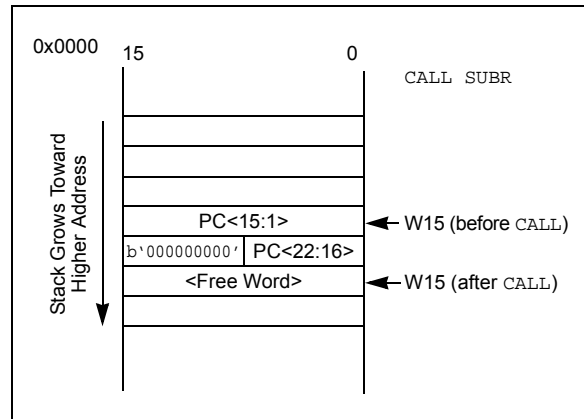 0x0000
15 0
CALL SUBR
Stack Grows Toward
Higher Address
PC<15:1>
W15 (before CALL)
b‘000000000’ PC<22:16>
<Free Word>
W15 (after CALL)